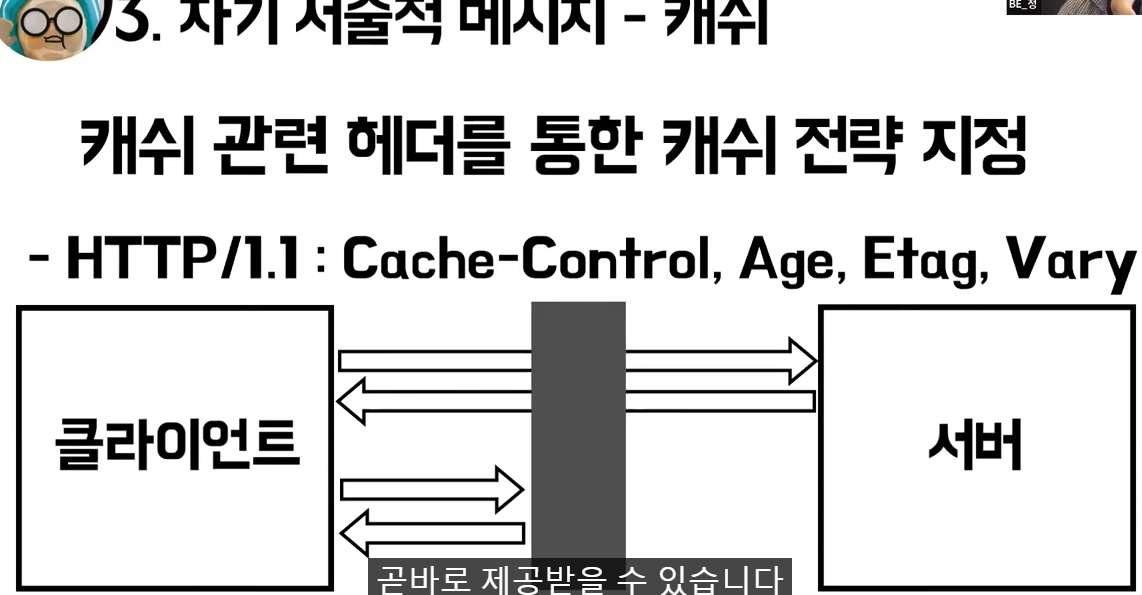 3. 자기 서술적 메시지 - 캐쉬
BE_정
캐쉬 관련 헤더를 통한 캐쉬 전략 지정
- HTTP/1.1 : Cache-Control, Age, Etag, Vary
클라이언트
서버
곧바로 제공받을 수 있습니다